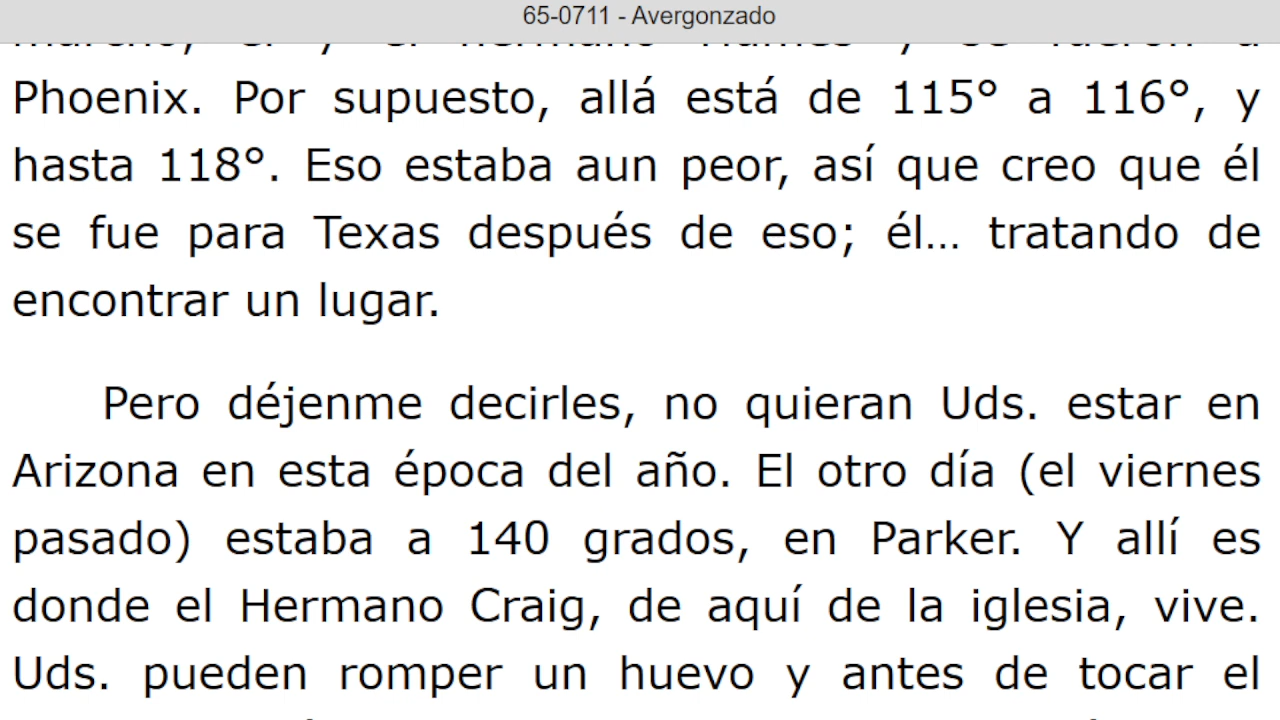 65-0711 - Avergonzado
Phoenix. Por supuesto, allá está de 115° a 116°, y
hasta 118°. Eso estaba aun peor, así que creo que él
se fue para Texas después de eso; él... tratando de
encontrar un lugar.
Pero déjenme decirles, no quieran Uds. estar en
Arizona en esta época del año. El otro día (el viernes
pasado) estaba a 140 grados, en Parker. Y allí es
donde el Hermano Craig, de aquí de la iglesia, vive.
Uds. pueden romper un huevo y antes de tocar el